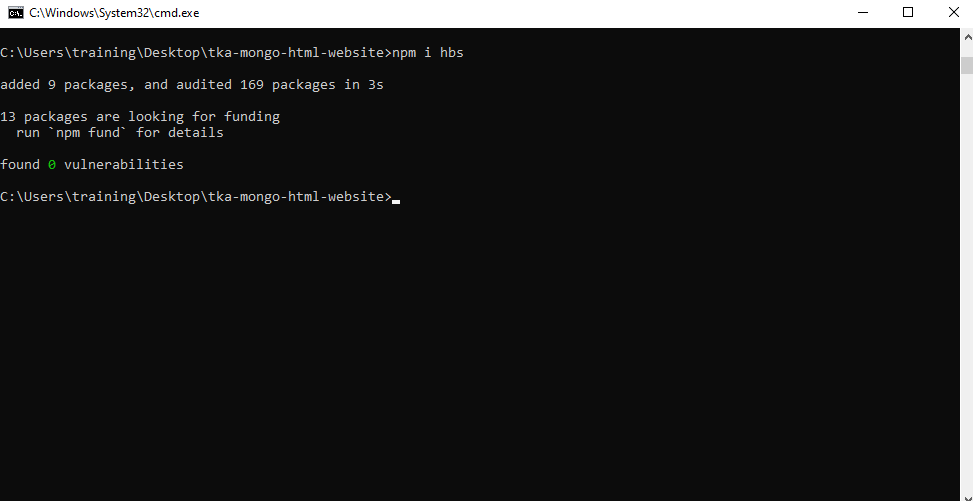 C:\Windows\System32\cmd.exe
C:\Users\training\Desktop\tka-mongo-html-website>npm i hbs
added 9 packages, and audited 169 packages in 3s
13 packages are looking for funding
  run `npm fund` for details
found 0 vulnerabilities
C:\Users\training\Desktop\tka-mongo-html-website>